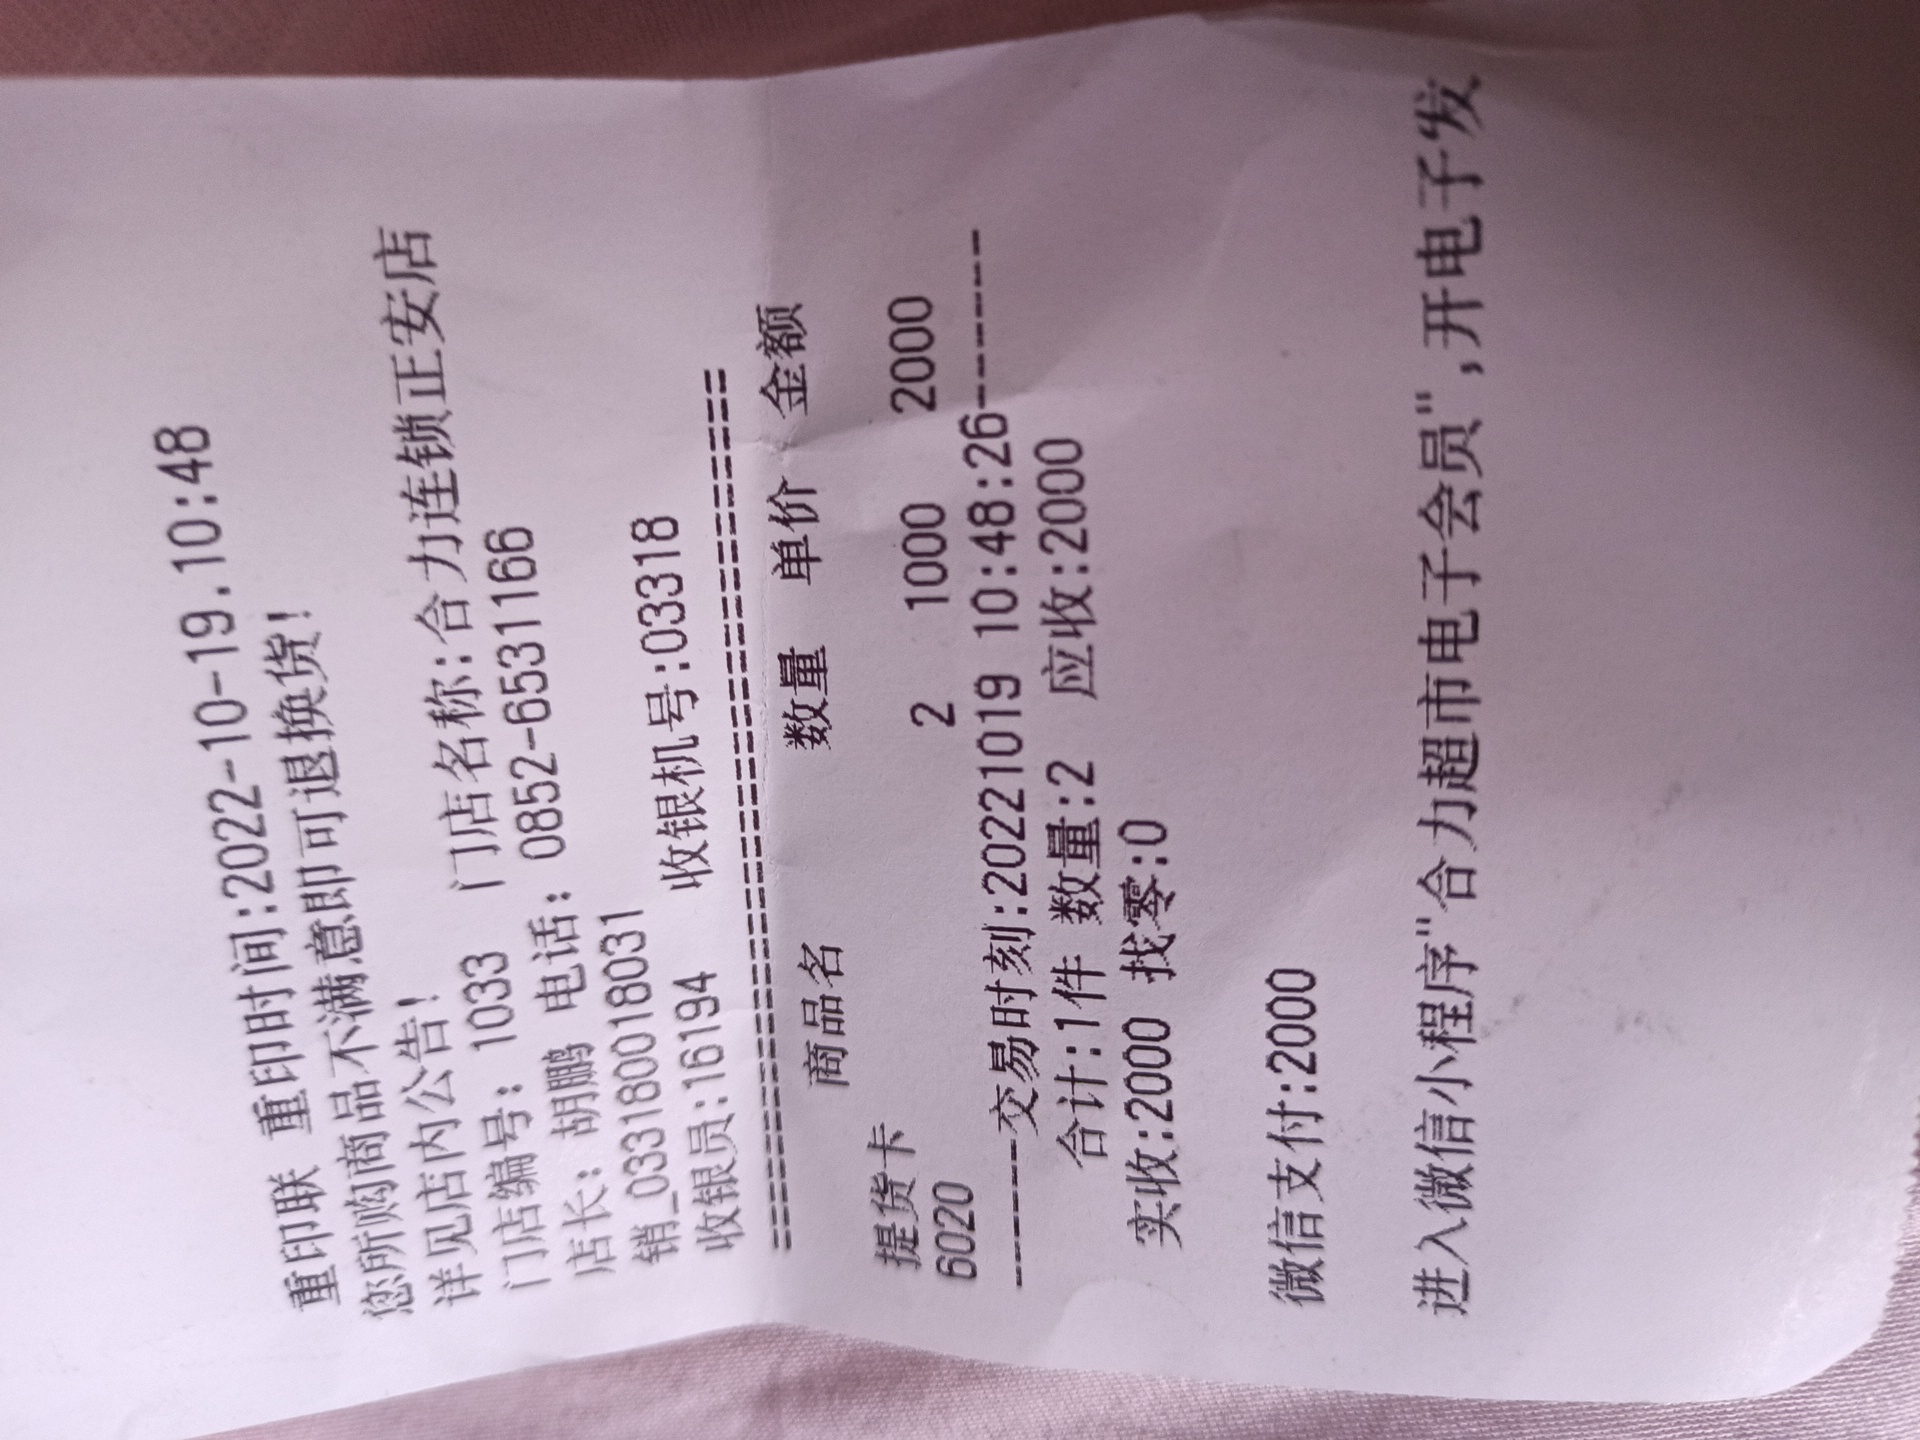 重印联 重印时间:2022-10-19.10:48
您所购商品不满意即可退换货!
详见店内公告!
门店编号: 1033 门店名称:合力连锁正安店
店长: 胡鹏 电话: 0852-6531166
销_033180018031
收银员:16194 收银机号:03318
商品名 数量 单价 金额
提货卡
6020 2 1000 2000
------交易时刻:20221019 10:48:26------
合计:1件 数量:2 应收:2000
实收:2000 找零:0
微信支付:2000
进入微信小程序"合力超市电子会员",开电子发